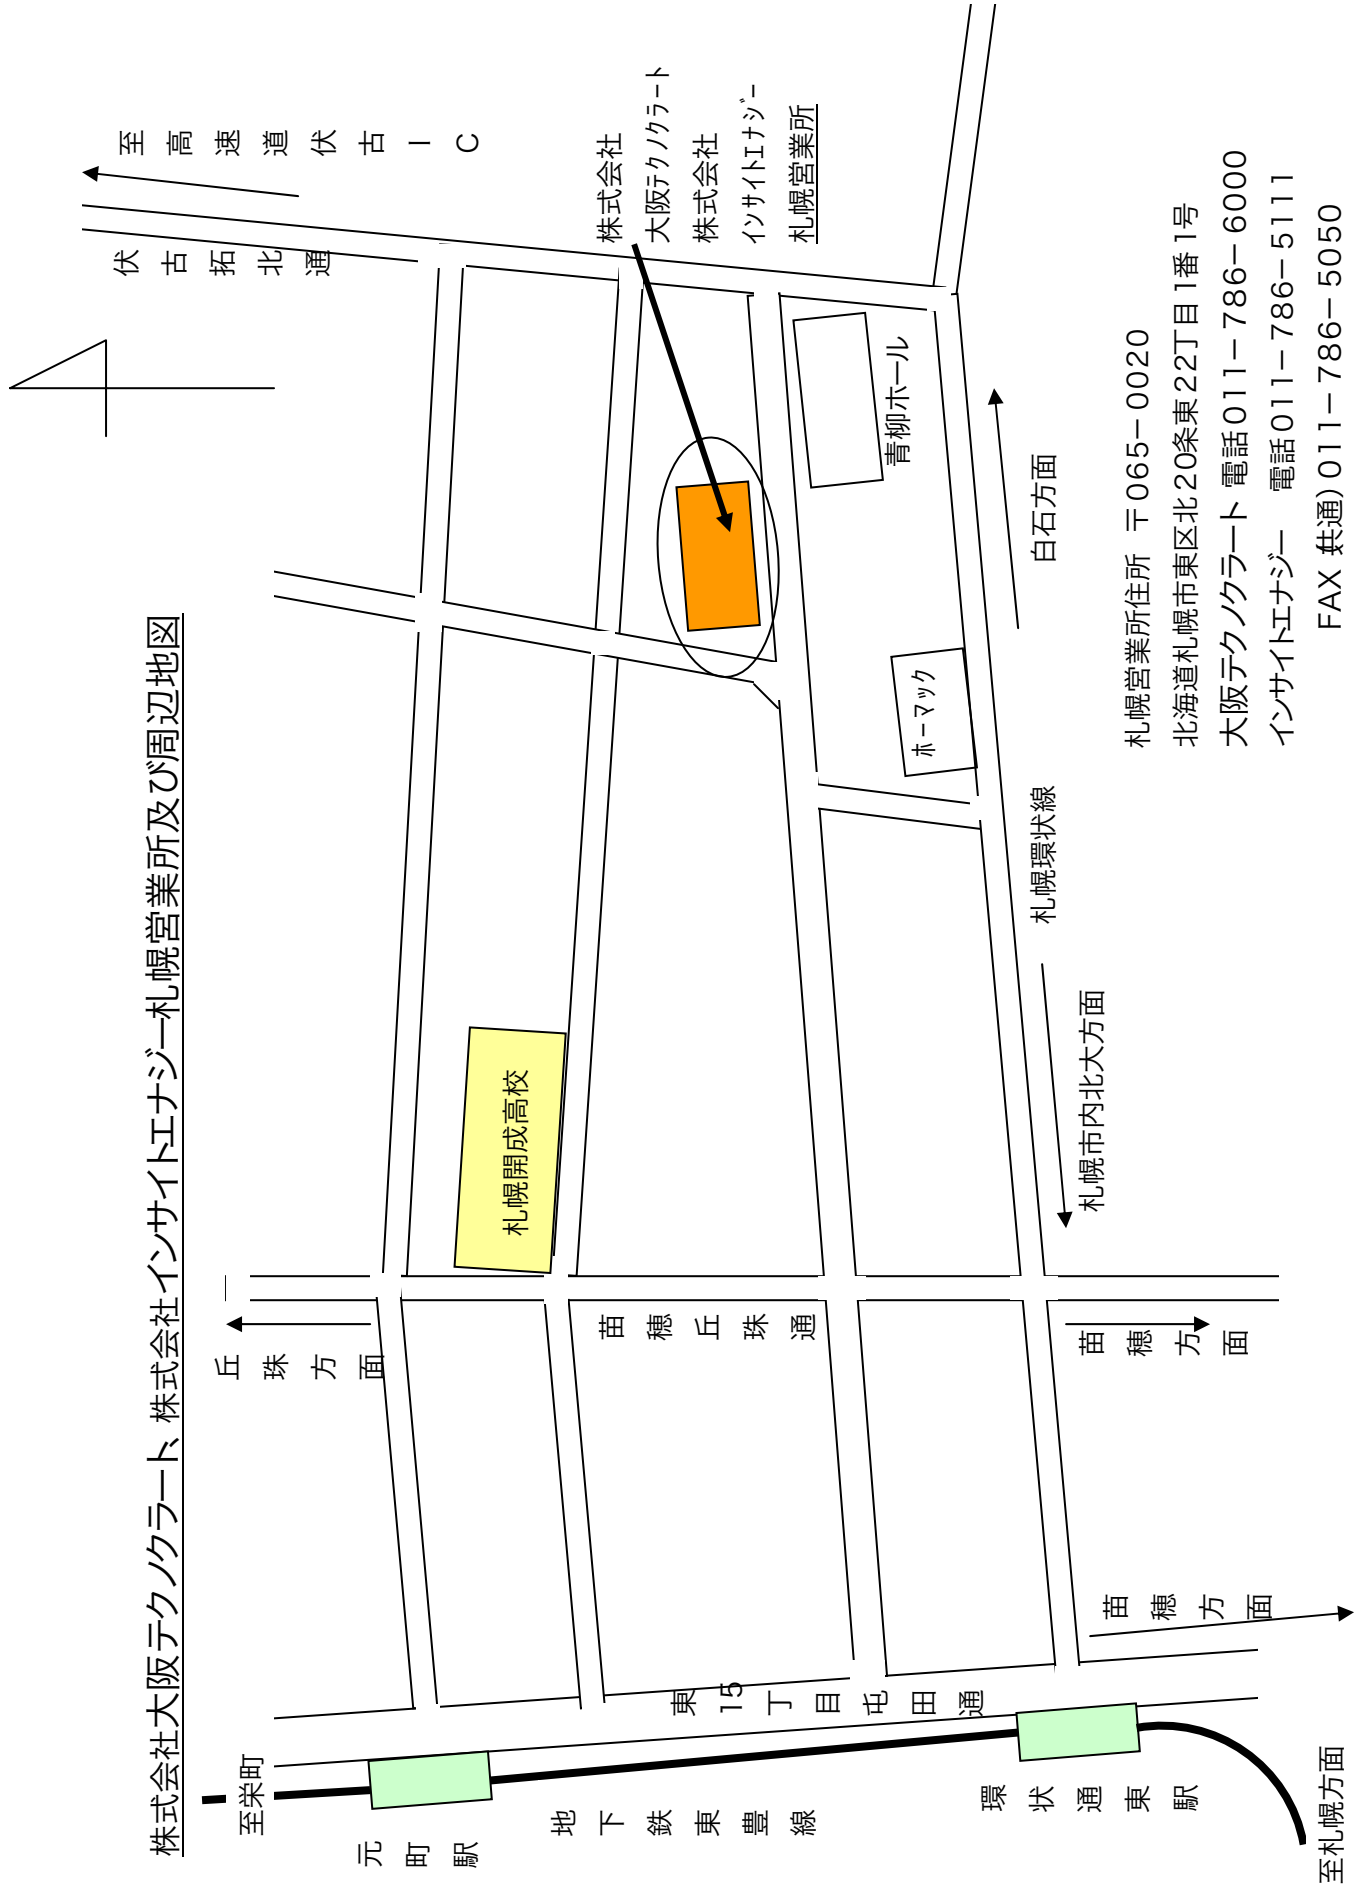 株式会社大阪テクノクラート、株式会社インサイトエナジー札幌営業所及び周辺地図
至栄町
元町駅
地下鉄東豊線
環状通東駅
至札幌方面
東15丁目屯田通
苗穂方面
丘珠方面
苗穂丘珠通
苗穂方面
札幌開成高校
札幌市内北大方面
札幌環状線
ホーマック
白石方面
青柳ホール
伏古拓北通
至高速道伏古IC
株式会社
大阪テクノクラート
株式会社
インサイトエナジー
札幌営業所
札幌営業所住所 〒065-0020
北海道札幌市東区北20条東22丁目1番1号
大阪テクノクラート 電話011-786-6000
インサイトエナジー 電話011-786-5111
FAX(共通)011-786-5050